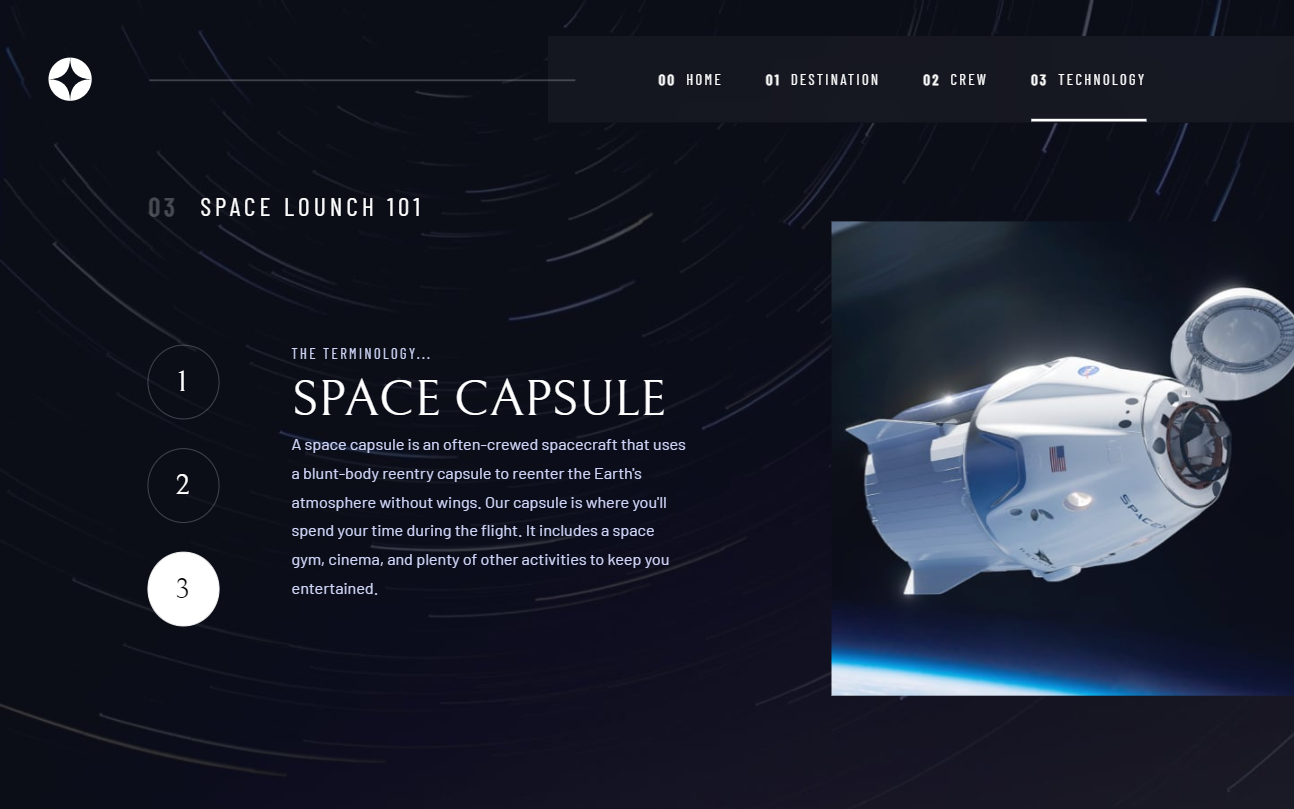 00 HOME 01 DESTINATION 02 CREW 03 TECHNOLOGY
03 SPACE LOUNCH 101
1
2
3
THE TERMINOLOGY...
SPACE CAPSULE
A space capsule is an often-crewed spacecraft that uses
a blunt-body reentry capsule to reenter the Earth's
atmosphere without wings. Our capsule is where you'll
spend your time during the flight. It includes a space
gym, cinema, and plenty of other activities to keep you
entertained.